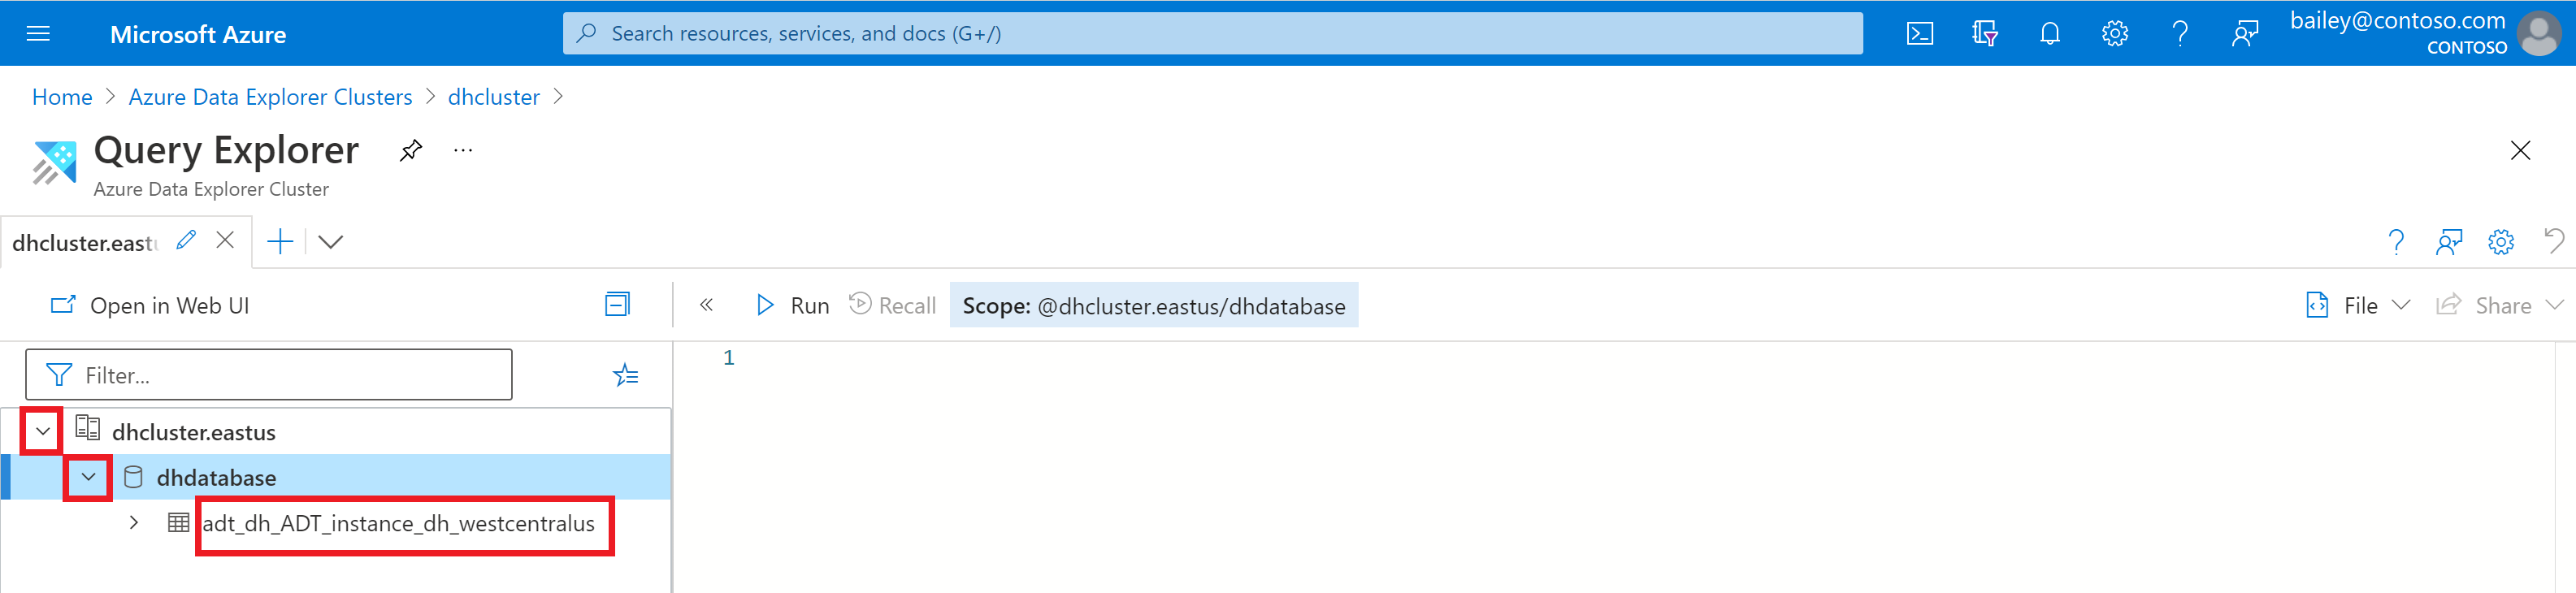 Microsoft Azure
Search resources, services, and docs (G+/)
bailey@contoso.com
CONTOSO
Home > Azure Data Explorer Clusters > dhcluster >
Query Explorer ...
Azure Data Explorer Cluster
dhcluster.eastu
Open in Web UI
Run Recall Scope: @dhcluster.eastus/dhdatabase File Share
Filter...
1
dhcluster.eastus
dhdatabase
adt_dh_ADT_instance_dh_westcentralus